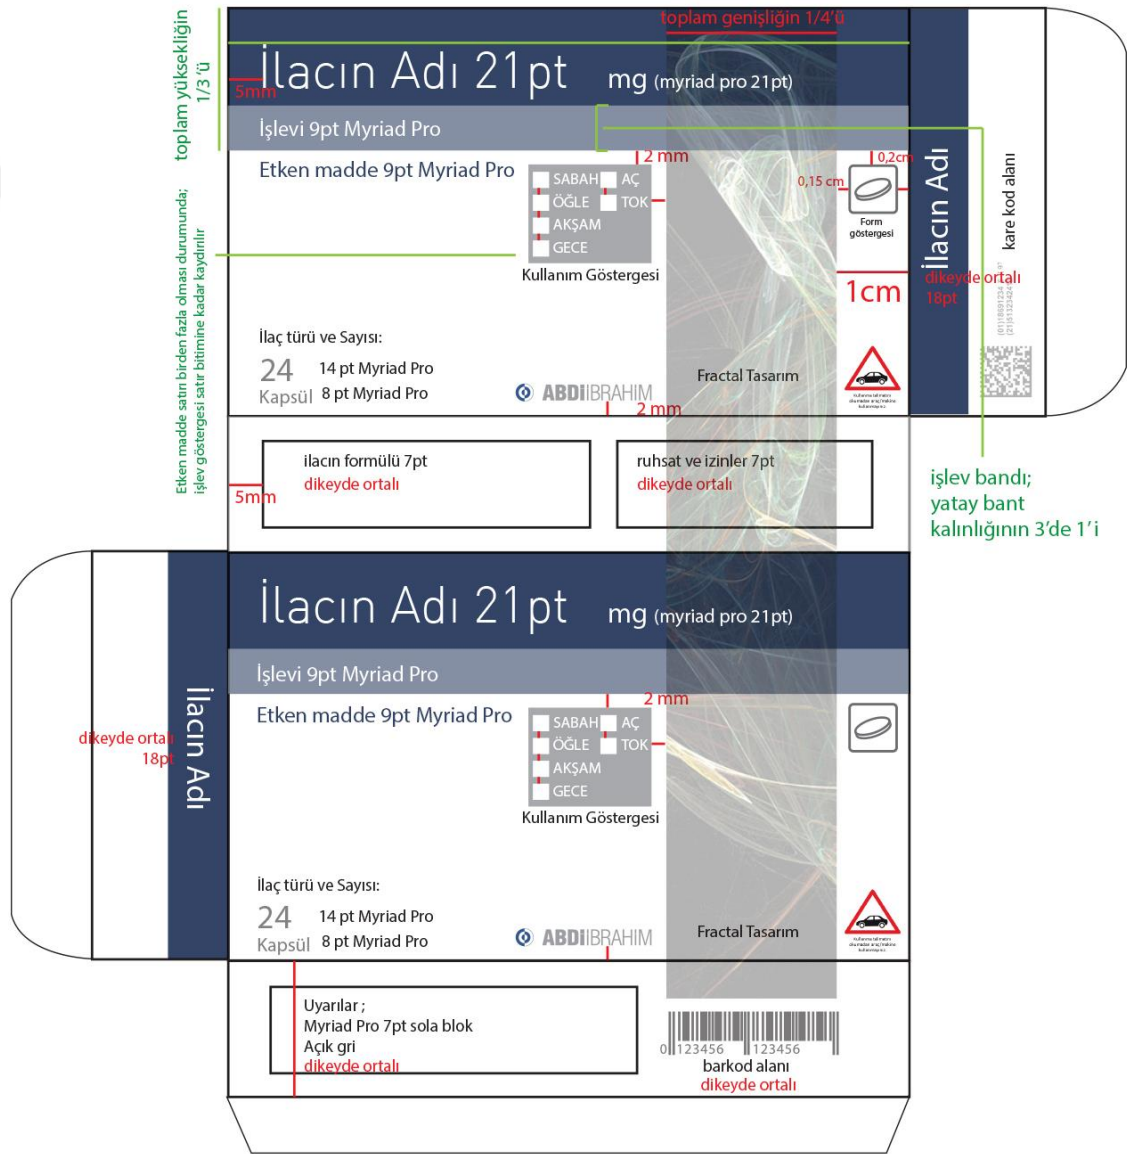 toplam genişliğin 1/4'ü
toplam yüksekliğin
1/3 'ü
İlacın Adı 21pt mg (myriad pro 21pt)
5mm
İşlevi 9pt Myriad Pro
Etken madde 9pt Myriad Pro
2 mm
0,2cm
0,15 cm
SABAH AÇ
ÖĞLE TOK
AKŞAM
GECE
Kullanım Göstergesi
Form
göstergesi
1cm
İlacın Adı
dikeyde ortalı
18pt
kare kod alanı
Etken madde satırı birden fazla olması durumunda;
işlev göstergesi satır bitimine kadar kaydırılır
İlaç türü ve Sayısı:
24 14 pt Myriad Pro
Kapsül 8 pt Myriad Pro
ABDİİBRAHİM
2 mm
Fractal Tasarım
ilacın formülü 7pt
dikeyde ortalı
ruhsat ve izinler 7pt
dikeyde ortalı
5mm
işlev bandı;
yatay bant
kalınlığının 3'de 1'i
İlacın Adı 21pt mg (myriad pro 21pt)
İşlevi 9pt Myriad Pro
Etken madde 9pt Myriad Pro
2 mm
SABAH AÇ
ÖĞLE TOK
AKŞAM
GECE
Kullanım Göstergesi
İlacın Adı
dikeyde ortalı
18pt
İlaç türü ve Sayısı:
24 14 pt Myriad Pro
Kapsül 8 pt Myriad Pro
ABDİİBRAHİM
Fractal Tasarım
Uyarılar ;
Myriad Pro 7pt sola blok
Açık gri
dikeyde ortalı
0 123456 123456
barkod alanı
dikeyde ortalı